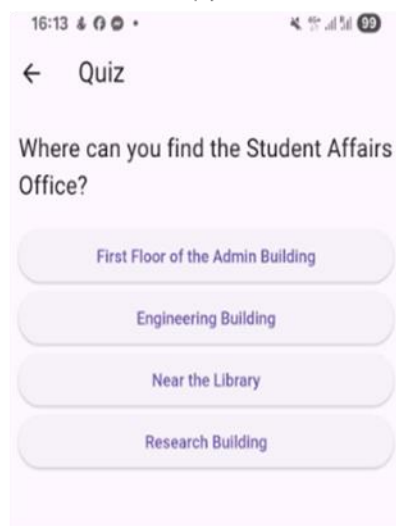 16:13
99
← Quiz
Where can you find the Student Affairs
Office?
First Floor of the Admin Building
Engineering Building
Near the Library
Research Building